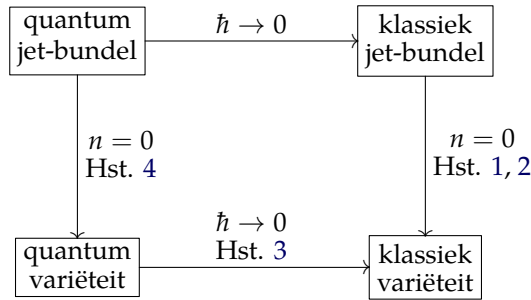 quantum
jet-bundel
ħ → 0
klassiek
jet-bundel
n = 0
Hst. 4
n = 0
Hst. 1, 2
quantum
variëteit
ħ → 0
Hst. 3
klassiek
variëteit